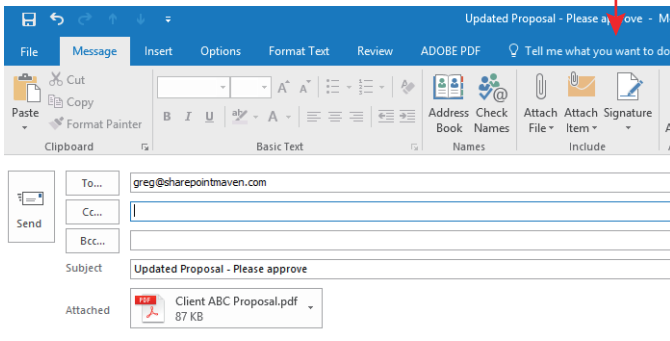 Updated Proposal - Please approve - M
File Message Insert Options Format Text Review ADOBE PDF Tell me what you want to do
Cut
Copy
Format Painter
Paste
B I U aby A
A A
Address Book
Check Names
Attach File
Attach Item
Signature
Clipboard Basic Text Names Include
To... greg@sharepointmaven.com
Cc...
Bcc...
Send
Subject Updated Proposal - Please approve
Attached PDF Client ABC Proposal.pdf
87 KB